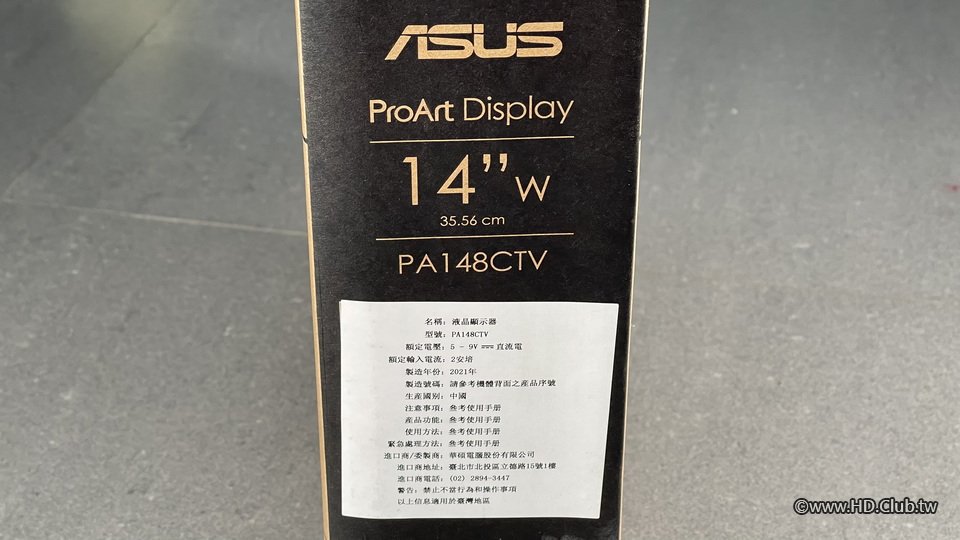 ASUS
ProArt Display
14”W
35.56 cm
PA148CTV
名稱：液晶顯示器
型號：PA148CTV
額定電壓：5 - 9V ⎓ 直流電
額定輸入電流：2安培
製造年份：2021年
製造號碼：請參考機體背面之產品序號
生產國別：中國
注意事項：參考使用手冊
產品功能：參考使用手冊
使用方法：參考使用手冊
緊急處理方法：參考使用手冊
進口商/委製商：華碩電腦股份有限公司
進口商地址：臺北市北投區立德路15號1樓
進口商電話：(02) 2894-3447
警告：禁止不當行為和操作事項
以上信息適用於臺灣地區
©www.HD.Club.tw